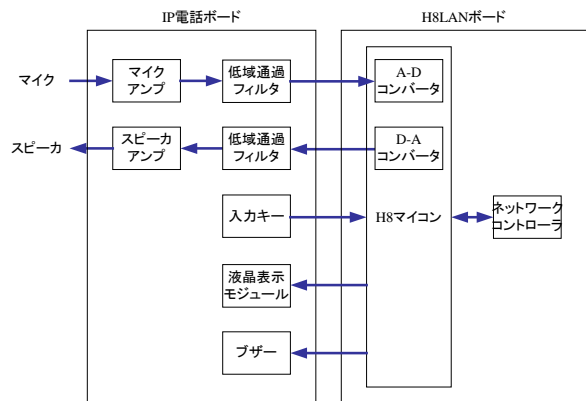 IP電話ボード
H8LANボード
マイク
マイク
アンプ
低域通過
フィルタ
A-D
コンバータ
スピーカ
スピーカ
アンプ
低域通過
フィルタ
D-A
コンバータ
入力キー
H8マイコン
ネットワーク
コントローラ
液晶表示
モジュール
ブザー